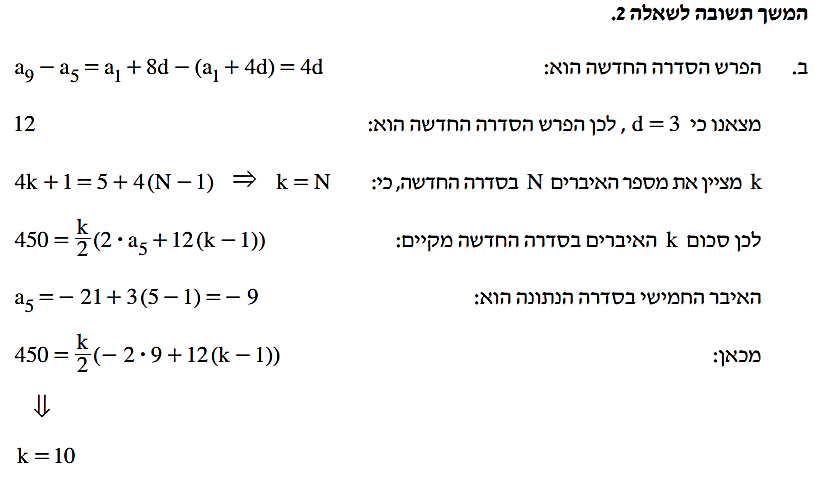 המשך תשובה לשאלה 2.
ב. הפרש הסדרה החדשה הוא: a₉ − a₅ = a₁ + 8d − (a₁ + 4d) = 4d
מצאנו כי d = 3 , לכן הפרש הסדרה החדשה הוא: 12
k מציין את מספר האיברים N בסדרה החדשה, כי: 4k + 1 = 5 + 4(N − 1) ⇒ k = N
לכן סכום k האיברים בסדרה החדשה מקיים: 450 = k/2 (2 · a₅ + 12(k − 1))
האיבר החמישי בסדרה הנתונה הוא: a₅ = − 21 + 3(5 − 1) = − 9
מכאן: 450 = k/2 (− 2 · 9 + 12(k − 1))
⇓
k = 10